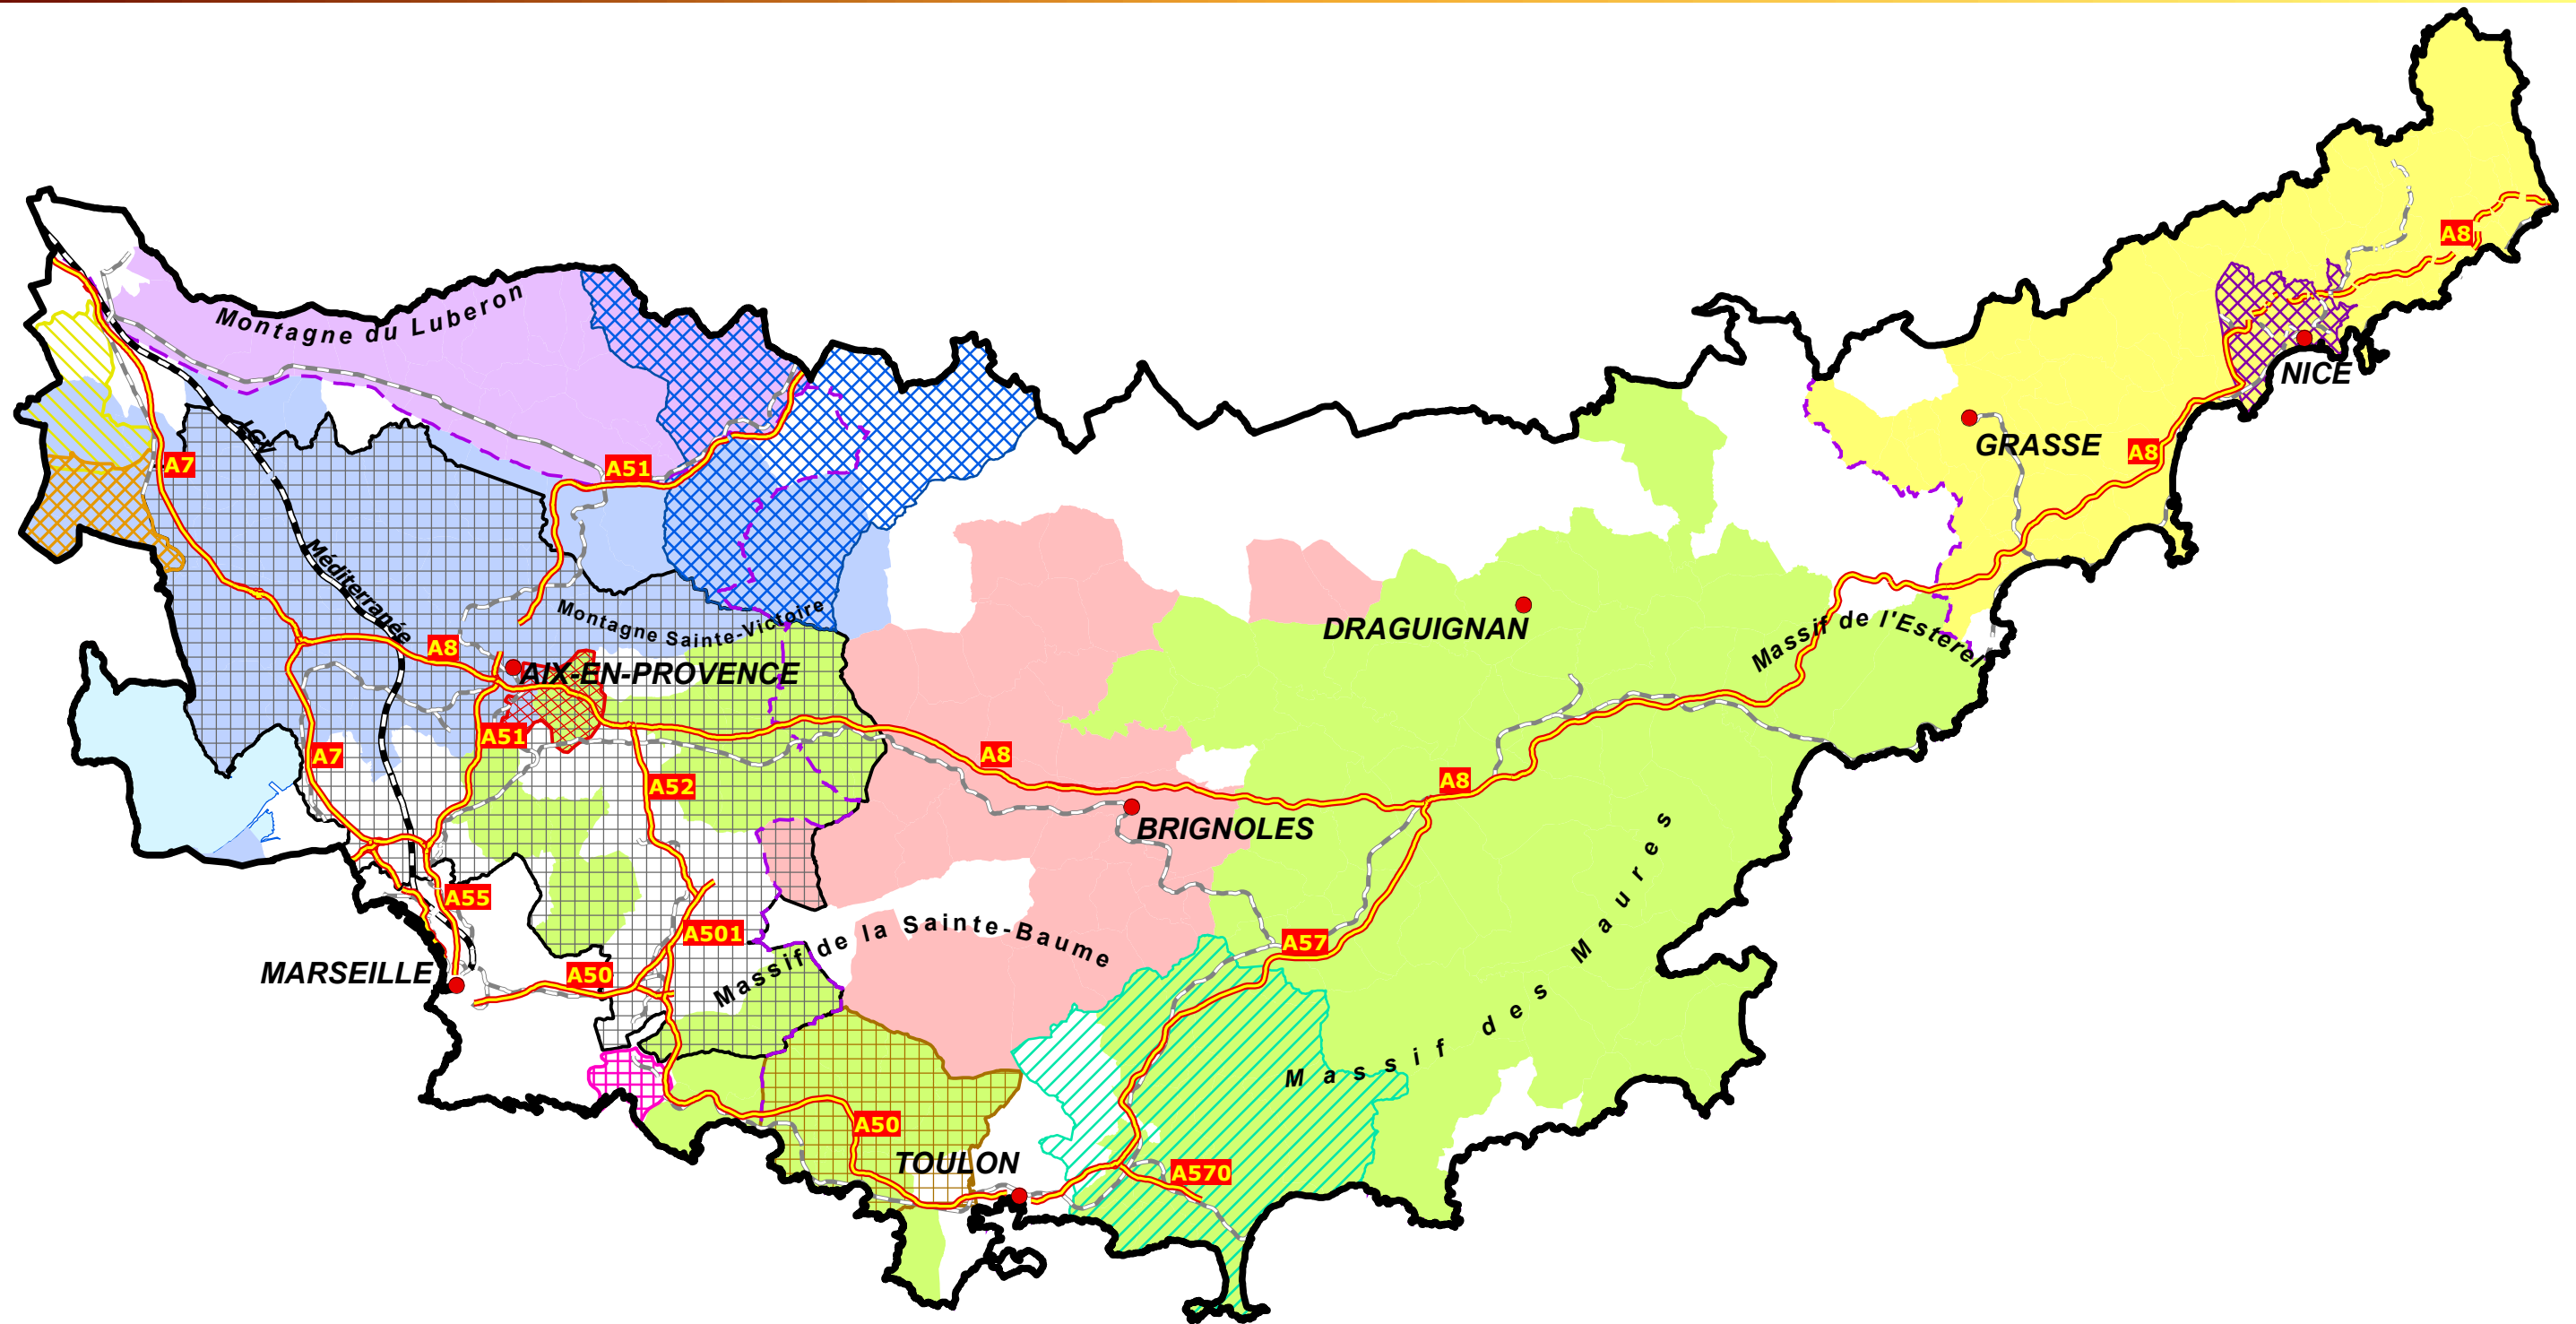 A8
Montagne du Luberon
NICE
GRASSE
A8
LGV
A7
A51
Méditerranée
Montagne Sainte-Victoire
DRAGUIGNAN
Massif de l'Esterel
A8
AIX-EN-PROVENCE
A51
A7
A8
A52
A8
BRIGNOLES
A55
A501
Massif de la Sainte-Baume
A57
Massif des Maures
MARSEILLE
A50
A50
TOULON
A570